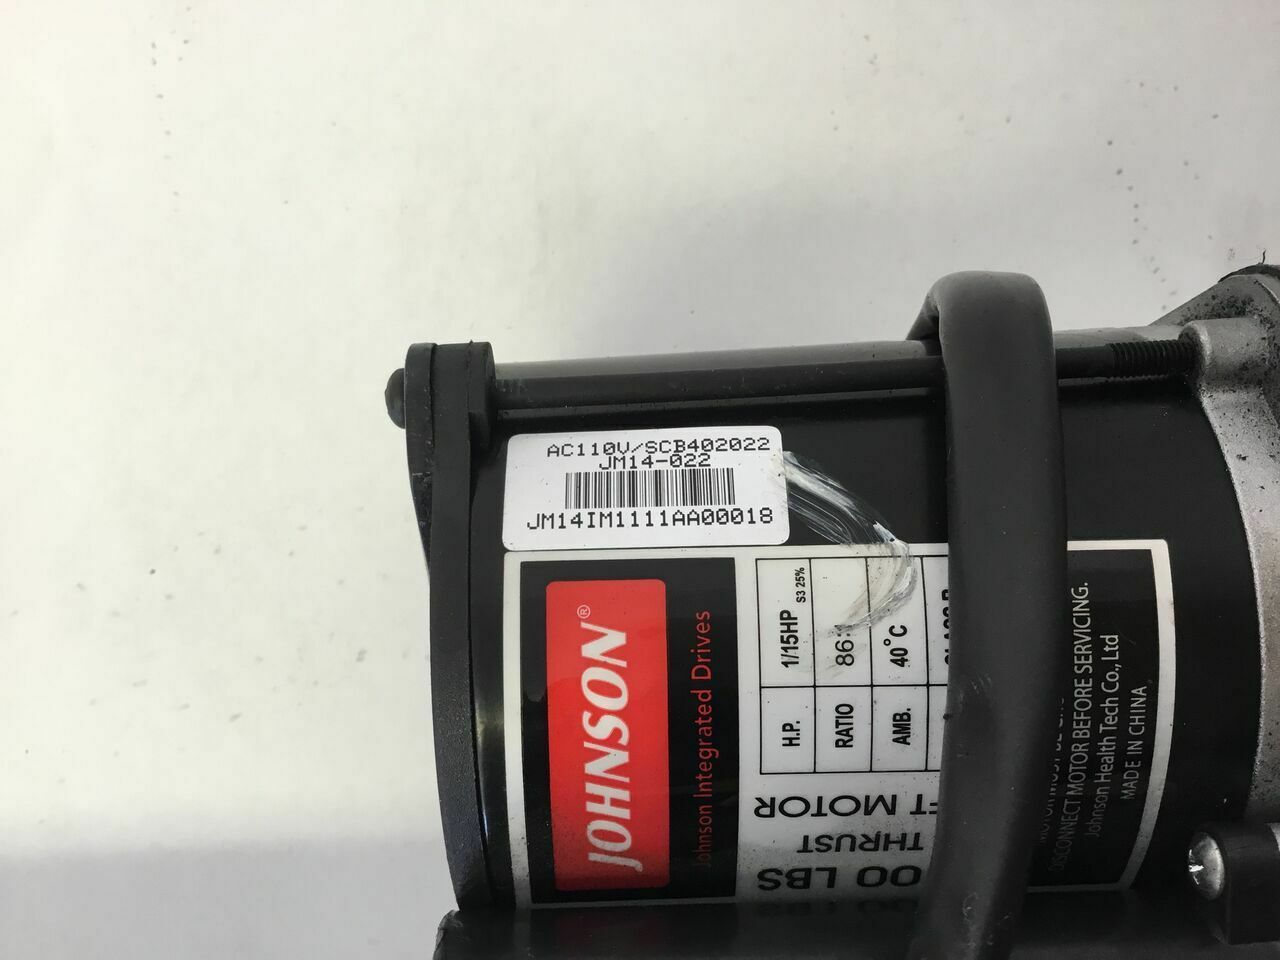 AC110V/SCB402022
JM14-022
JM14IM1111AA00018
JOHNSON®
Johnson Integrated Drives
H.P. 1/15HP S3 25%
RATIO 86:
AMB. 40°C
FT MOTOR
THRUST
00 LBS
DISCONNECT MOTOR BEFORE SERVICING.
Johnson Health Tech Co., Ltd
MADE IN CHINA